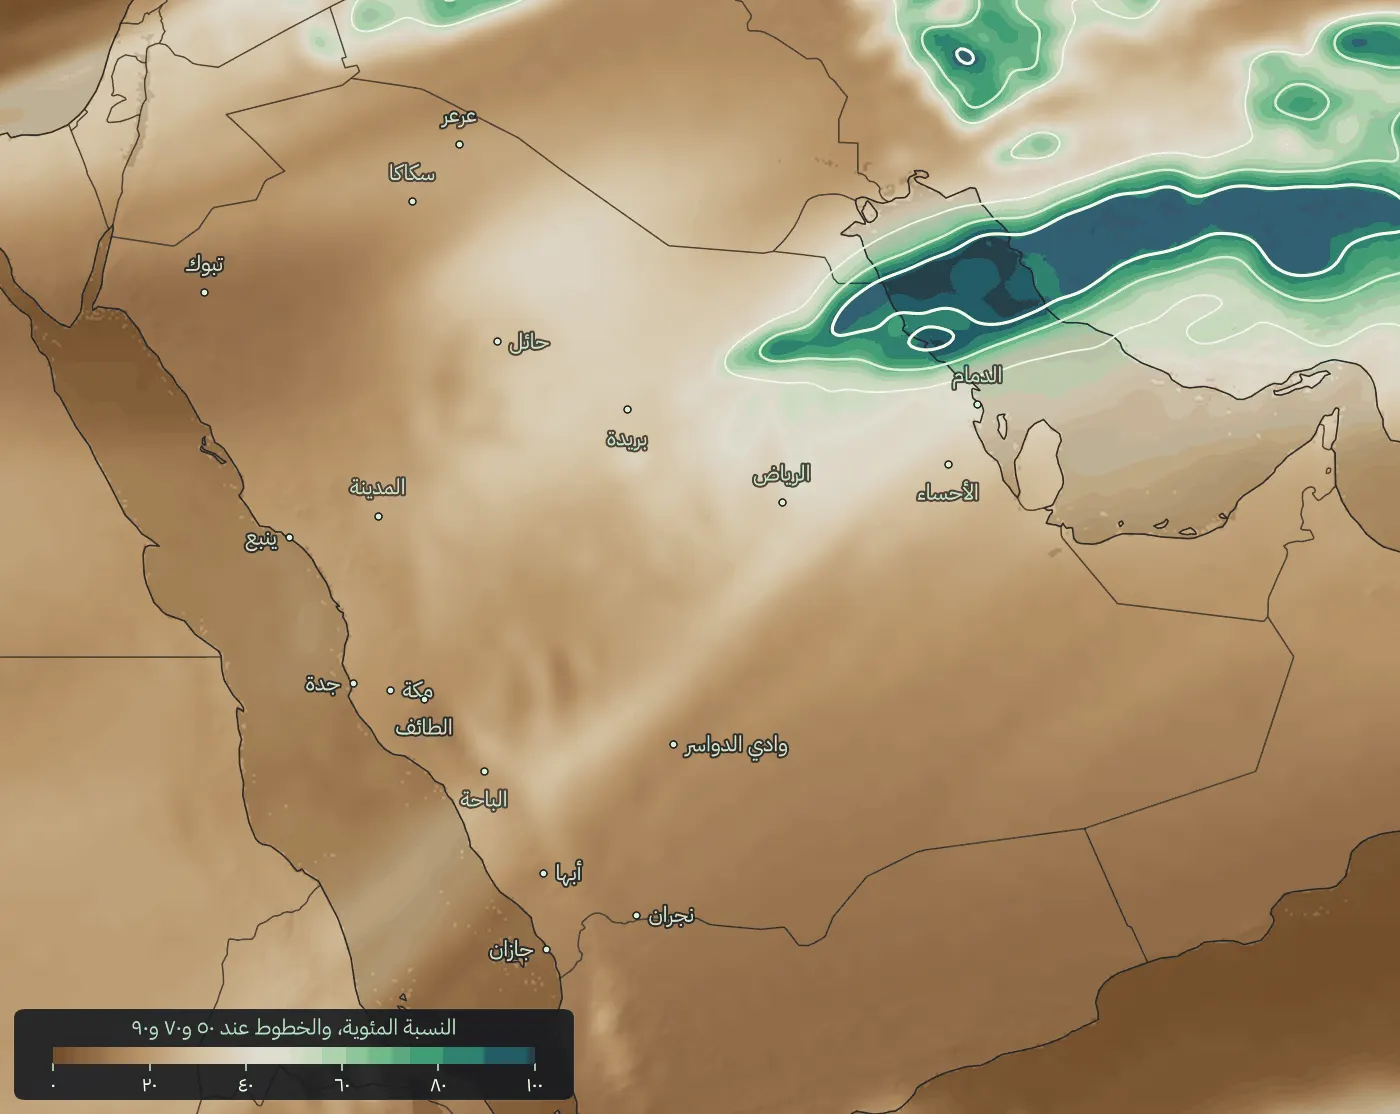 عرعر
سكاكا
تبوك
حائل
الدمام
بريدة
الرياض
المدينة
الأحساء
ينبع
جدة
مكة
الطائف
وادي الدواسر
الباحة
أبها
نجران
جازان
النسبة المئوية، والخطوط عند ٥٠ و٧٠ و٩٠
٠ ٢٠ ٤٠ ٦٠ ٨٠ ١٠٠